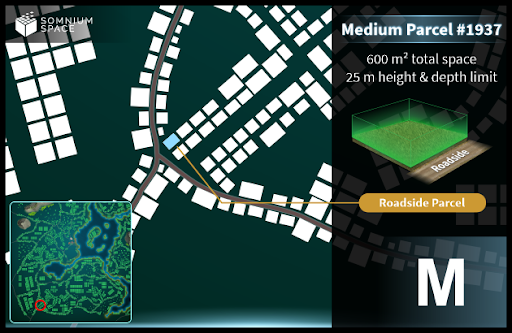 SOMNIUM
SPACE
Medium Parcel #1937
600 m² total space
25 m height & depth limit
Roadside
Roadside Parcel
M